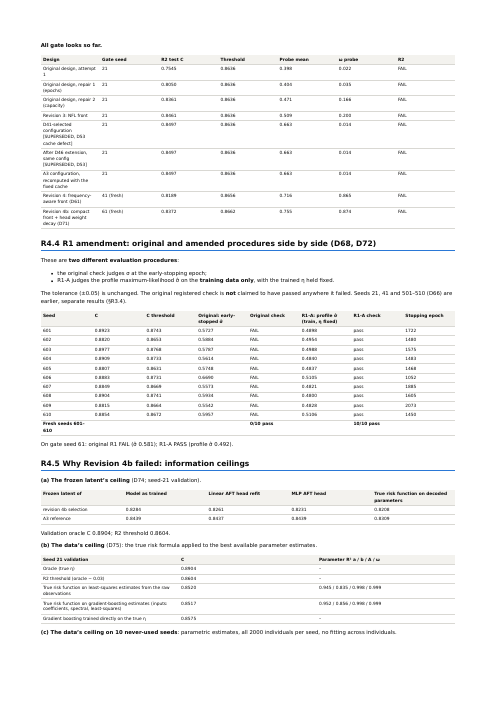 All gate looks so far.
Design Gate seed R2 test C Threshold Probe mean ω probe R2
Original design, attempt 1 21 0.7545 0.8636 0.398 0.022 FAIL
Original design, repair 1 (epochs) 21 0.8050 0.8636 0.404 0.035 FAIL
Original design, repair 2 (capacity) 21 0.8361 0.8636 0.471 0.166 FAIL
Revision 3: NFL front 21 0.8461 0.8636 0.509 0.200 FAIL
D41-selected configuration [SUPERSEDED, D53 cache defect] 21 0.8497 0.8636 0.663 0.014 FAIL
After D46 extension, same config [SUPERSEDED, D53] 21 0.8497 0.8636 0.663 0.014 FAIL
A3 configuration, recomputed with the fixed cache 21 0.8497 0.8636 0.663 0.014 FAIL
Revision 4: frequency-aware front (D61) 41 (fresh) 0.8189 0.8656 0.716 0.865 FAIL
Revision 4b: compact front + head weight decay (D71) 61 (fresh) 0.8372 0.8662 0.755 0.874 FAIL
R4.4 R1 amendment: original and amended procedures side by side (D68, D72)
These are two different evaluation procedures:
• the original check judges σ at the early-stopping epoch;
• R1-A judges the profile maximum-likelihood σ̂ on the training data only, with the trained η held fixed.
The tolerance (±0.05) is unchanged. The original registered check is not claimed to have passed anywhere it failed. Seeds 21, 41 and 501–510 (D66) are
earlier, separate results (§R3.4).
Seed C C threshold Original: early-stopped σ̂ Original check R1-A: profile σ̂ (train, η fixed) R1-A check Stopping epoch
601 0.8923 0.8743 0.5727 FAIL 0.4898 pass 1722
602 0.8820 0.8653 0.5884 FAIL 0.4954 pass 1480
603 0.8977 0.8768 0.5787 FAIL 0.4988 pass 1575
604 0.8909 0.8733 0.5614 FAIL 0.4840 pass 1483
605 0.8807 0.8631 0.5748 FAIL 0.4837 pass 1468
606 0.8883 0.8731 0.6690 FAIL 0.5105 pass 1052
607 0.8849 0.8669 0.5573 FAIL 0.4821 pass 1885
608 0.8904 0.8741 0.5934 FAIL 0.4800 pass 1605
609 0.8815 0.8664 0.5542 FAIL 0.4828 pass 2073
610 0.8854 0.8672 0.5957 FAIL 0.5106 pass 1450
Fresh seeds 601–610 0/10 pass 10/10 pass
On gate seed 61: original R1 FAIL (σ̂ 0.581); R1-A PASS (profile σ̂ 0.492).
R4.5 Why Revision 4b failed: information ceilings
(a) The frozen latent's ceiling (D74; seed-21 validation).
Frozen latent of Model as trained Linear AFT head refit MLP AFT head True risk function on decoded parameters
revision 4b selection 0.8284 0.8261 0.8231 0.8208
A3 reference 0.8439 0.8437 0.8439 0.8309
Validation oracle C 0.8904; R2 threshold 0.8604.
(b) The data's ceiling (D75): the true risk formula applied to the best available parameter estimates.
Seed 21 validation C Parameter R² a / b / A / ω
Oracle (true η) 0.8903 –
R2 threshold (oracle − 0.03) 0.8604 –
True risk function on least-squares estimates from the raw observations 0.8520 0.945 / 0.835 / 0.998 / 0.999
True risk function on gradient-boosting estimates (inputs: coefficients, spectral, least-squares) 0.8517 0.952 / 0.856 / 0.998 / 0.999
Gradient boosting trained directly on the true η 0.8575 –
(c) The data's ceiling on 10 never-used seeds: parametric estimates, all 2000 individuals per seed, no fitting across individuals.